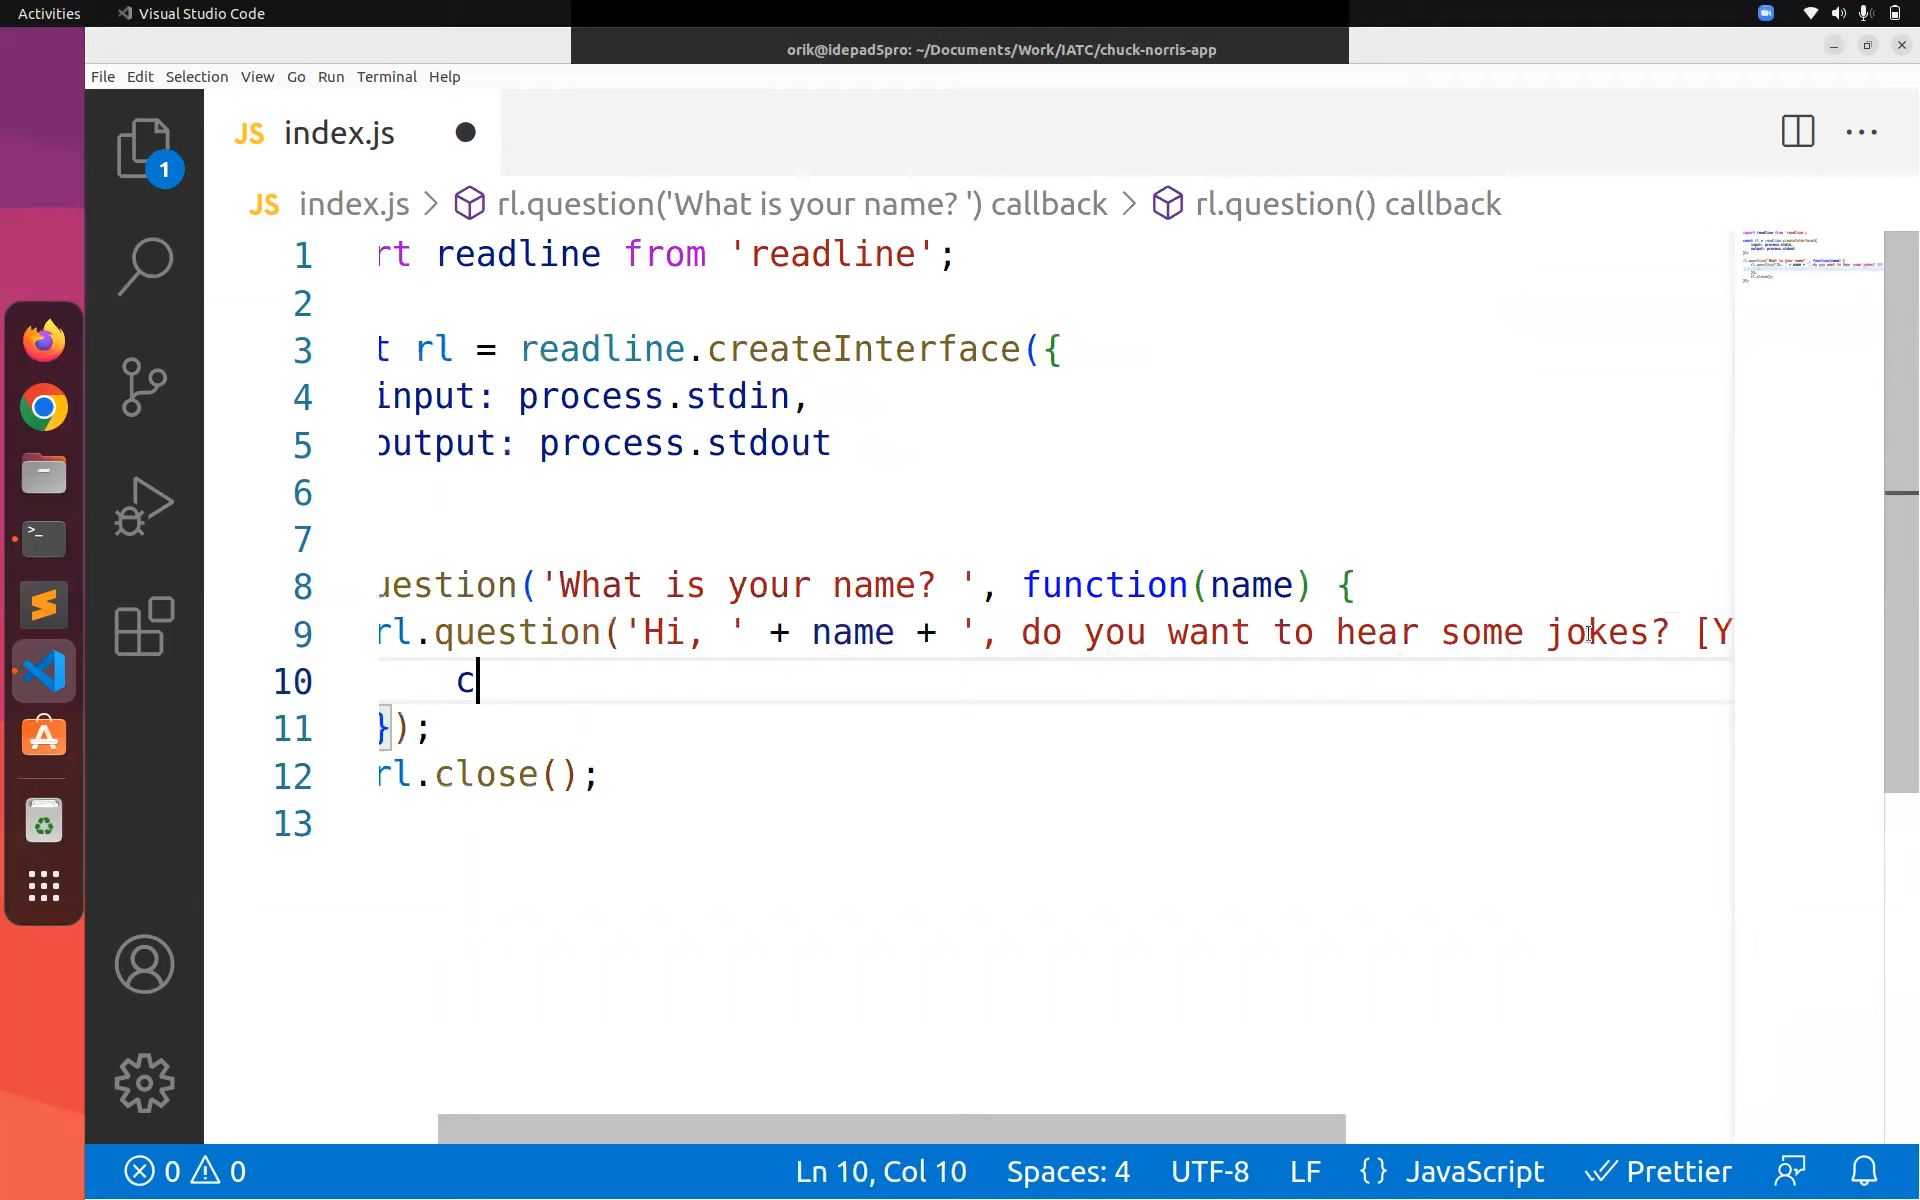 Activities Visual Studio Code
orik@idepad5pro: ~/Documents/Work/IATC/chuck-norris-app
File Edit Selection View Go Run Terminal Help
JS index.js
1
JS index.js > rl.question('What is your name? ') callback > rl.question() callback
1 rt readline from 'readline';
2
3 t rl = readline.createInterface({
4 input: process.stdin,
5 output: process.stdout
6
7
8 uestion('What is your name? ', function(name) {
9 rl.question('Hi, ' + name + ', do you want to hear some jokes? [Y
10 c
11 });
12 rl.close();
13
0 0 Ln 10, Col 10 Spaces: 4 UTF-8 LF {} JavaScript Prettier